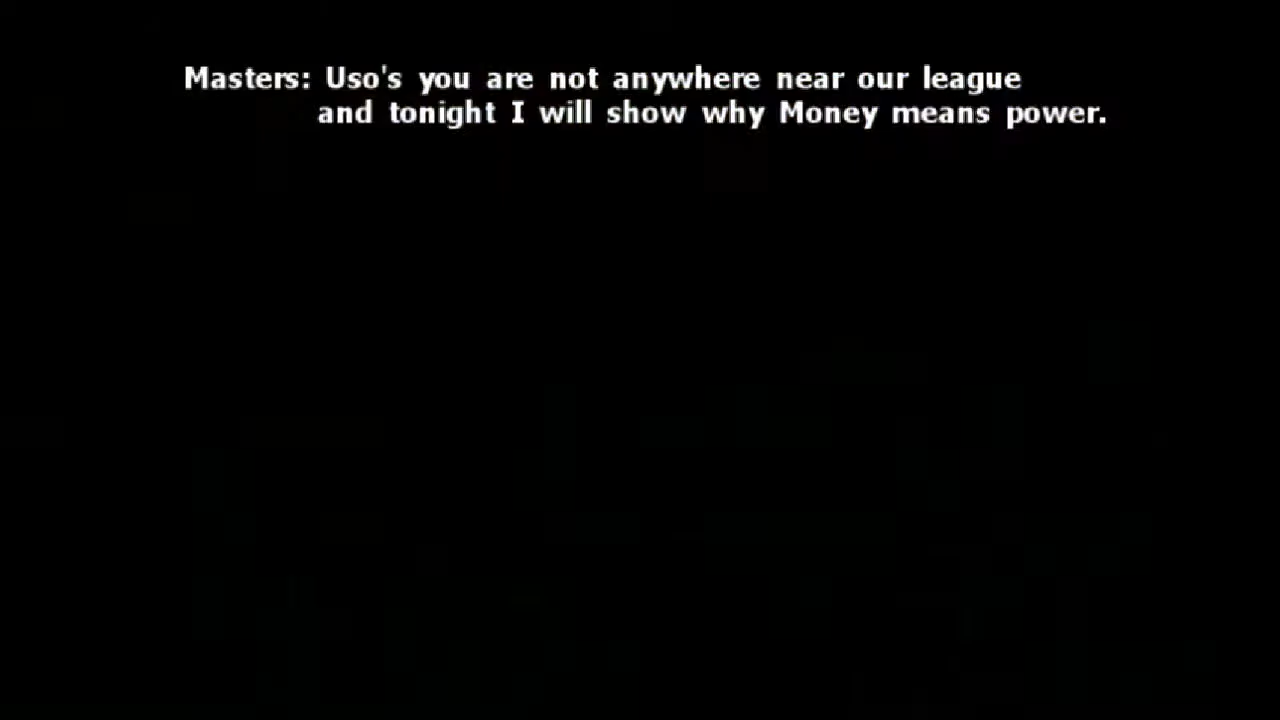 Masters: Uso's you are not anywhere near our league
and tonight I will show why Money means power.